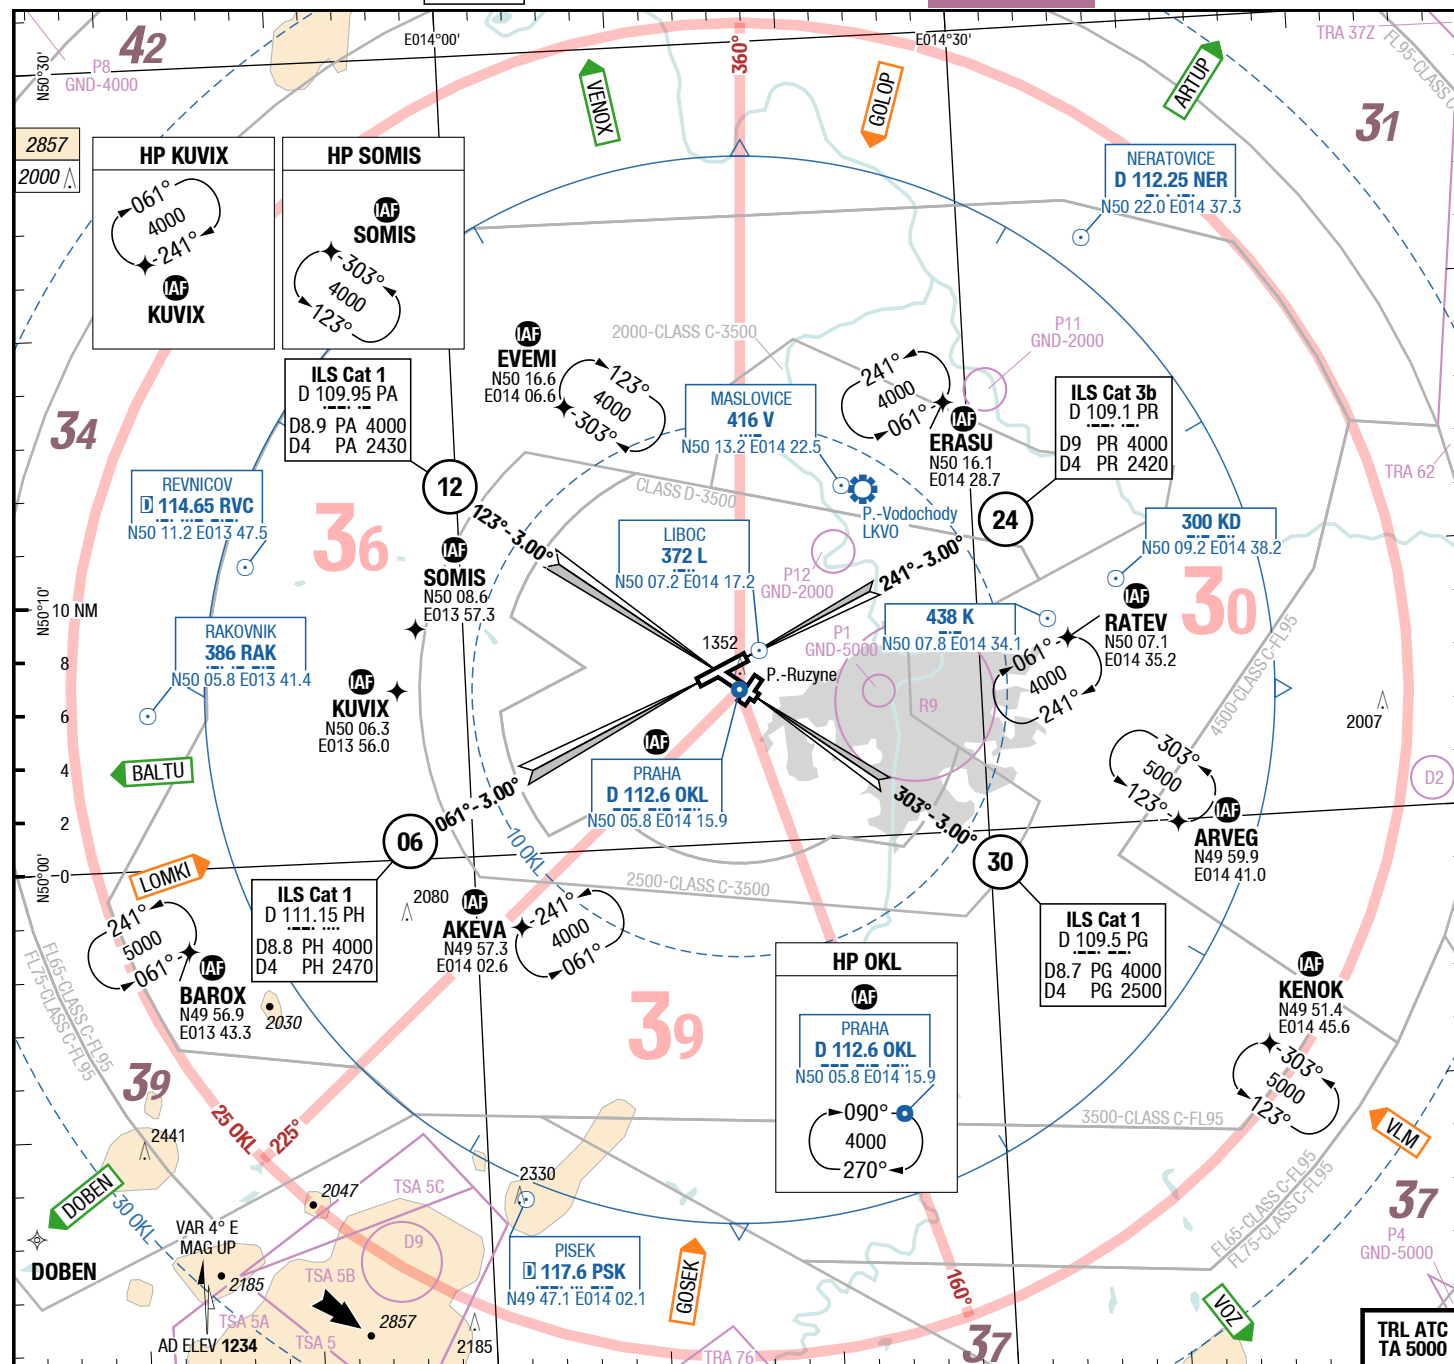 42
N50°30'
P8
GND-4000
E014°00'
360°
E014°30'
TRA 37Z
FL95-CLASS C
VENOX
GOLOP
ARTUP
31
2857
2000
HP KUVIX
061°
4000
241°
IAF
KUVIX
HP SOMIS
IAF
SOMIS
303°
4000
123°
NERATOVICE
D 112.25 NER
N50 22.0 E014 37.3
2000-CLASS C-3500
P11
GND-2000
IAF
EVEMI
N50 16.6
E014 06.6
123°
4000
303°
241°
4000
061°
IAF
ERASU
N50 16.1
E014 28.7
ILS Cat 1
D 109.95 PA
D8.9 PA 4000
D4 PA 2430
MASLOVICE
416 V
N50 13.2 E014 22.5
ILS Cat 3b
D 109.1 PR
D9 PR 4000
D4 PR 2420
34
TRA 62
REVNICOV
D 114.65 RVC
N50 11.2 E013 47.5
36
12
123°-3.00°
CLASS D-3500
P.-Vodochody
LKVO
24
241°-3.00°
LIBOC
372 L
N50 07.2 E014 17.2
P12
GND-2000
300 KD
N50 09.2 E014 38.2
30
IAF
SOMIS
N50 08.6
E013 57.3
N50°10'
10 NM
8
6
4
2
0
RAKOVNIK
386 RAK
N50 05.8 E013 41.4
438 K
N50 07.8 E014 34.1
IAF
RATEV
N50 07.1
E014 35.2
061°
4000
241°
1352
P.-Ruzyne
P1
GND-5000
R9
4500-CLASS C-FL95
2007
IAF
KUVIX
N50 06.3
E013 56.0
BALTU
IAF
PRAHA
D 112.6 OKL
N50 05.8 E014 15.9
303°
5000
123°
D2
IAF
ARVEG
N49 59.9
E014 41.0
06
061°-3.00°
10 OKL
303°-3.00°
30
N50°00'
LOMKI
2500-CLASS C-3500
ILS Cat 1
D 111.15 PH
D8.8 PH 4000
D4 PH 2470
2080
IAF
AKEVA
N49 57.3
E014 02.6
241°
4000
061°
ILS Cat 1
D 109.5 PG
D8.7 PG 4000
D4 PG 2500
241°
5000
061°
IAF
BAROX
N49 56.9
E013 43.3
2030
FL65-CLASS C-FL95
FL75-CLASS C-FL95
39
39
HP OKL
IAF
PRAHA
D 112.6 OKL
N50 05.8 E014 15.9
090°
4000
270°
IAF
KENOK
N49 51.4
E014 45.6
303°
5000
123°
3500-CLASS C-FL95
VLM
25 OKL
225°
2441
DOBEN
30 OKL
DOBEN
VAR 4° E
MAG UP
2047
TSA 5C
D9
TSA 5B
2330
2185
TSA 5A
TSA 5
2857
AD ELEV 1234
2185
PISEK
D 117.6 PSK
N49 47.1 E014 02.1
GOSEK
TRA 76
160°
37
FL65-CLASS C-FL95
FL75-CLASS C-FL95
37
P4
GND-5000
VOZ
TRL ATC
TA 5000